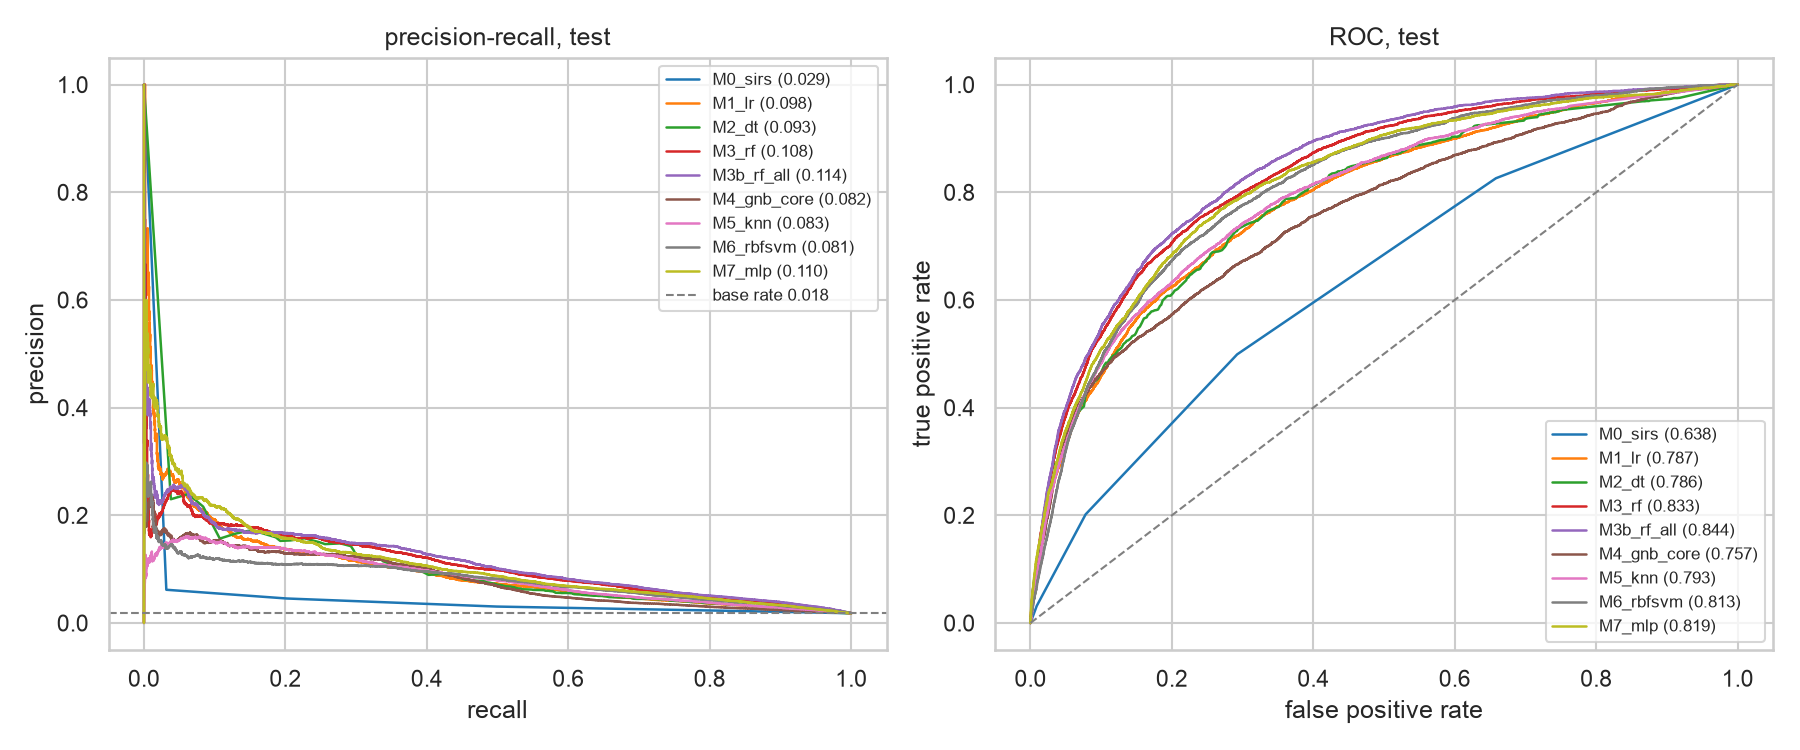 precision-recall, test
1.0
0.8
0.6
0.4
0.2
0.0
precision
M0_sirs (0.029)
M1_lr (0.098)
M2_dt (0.093)
M3_rf (0.108)
M3b_rf_all (0.114)
M4_gnb_core (0.082)
M5_knn (0.083)
M6_rbfsvm (0.081)
M7_mlp (0.110)
base rate 0.018
0.0 0.2 0.4 0.6 0.8 1.0
recall
ROC, test
1.0
0.8
0.6
0.4
0.2
0.0
true positive rate
M0_sirs (0.638)
M1_lr (0.787)
M2_dt (0.786)
M3_rf (0.833)
M3b_rf_all (0.844)
M4_gnb_core (0.757)
M5_knn (0.793)
M6_rbfsvm (0.813)
M7_mlp (0.819)
0.0 0.2 0.4 0.6 0.8 1.0
false positive rate